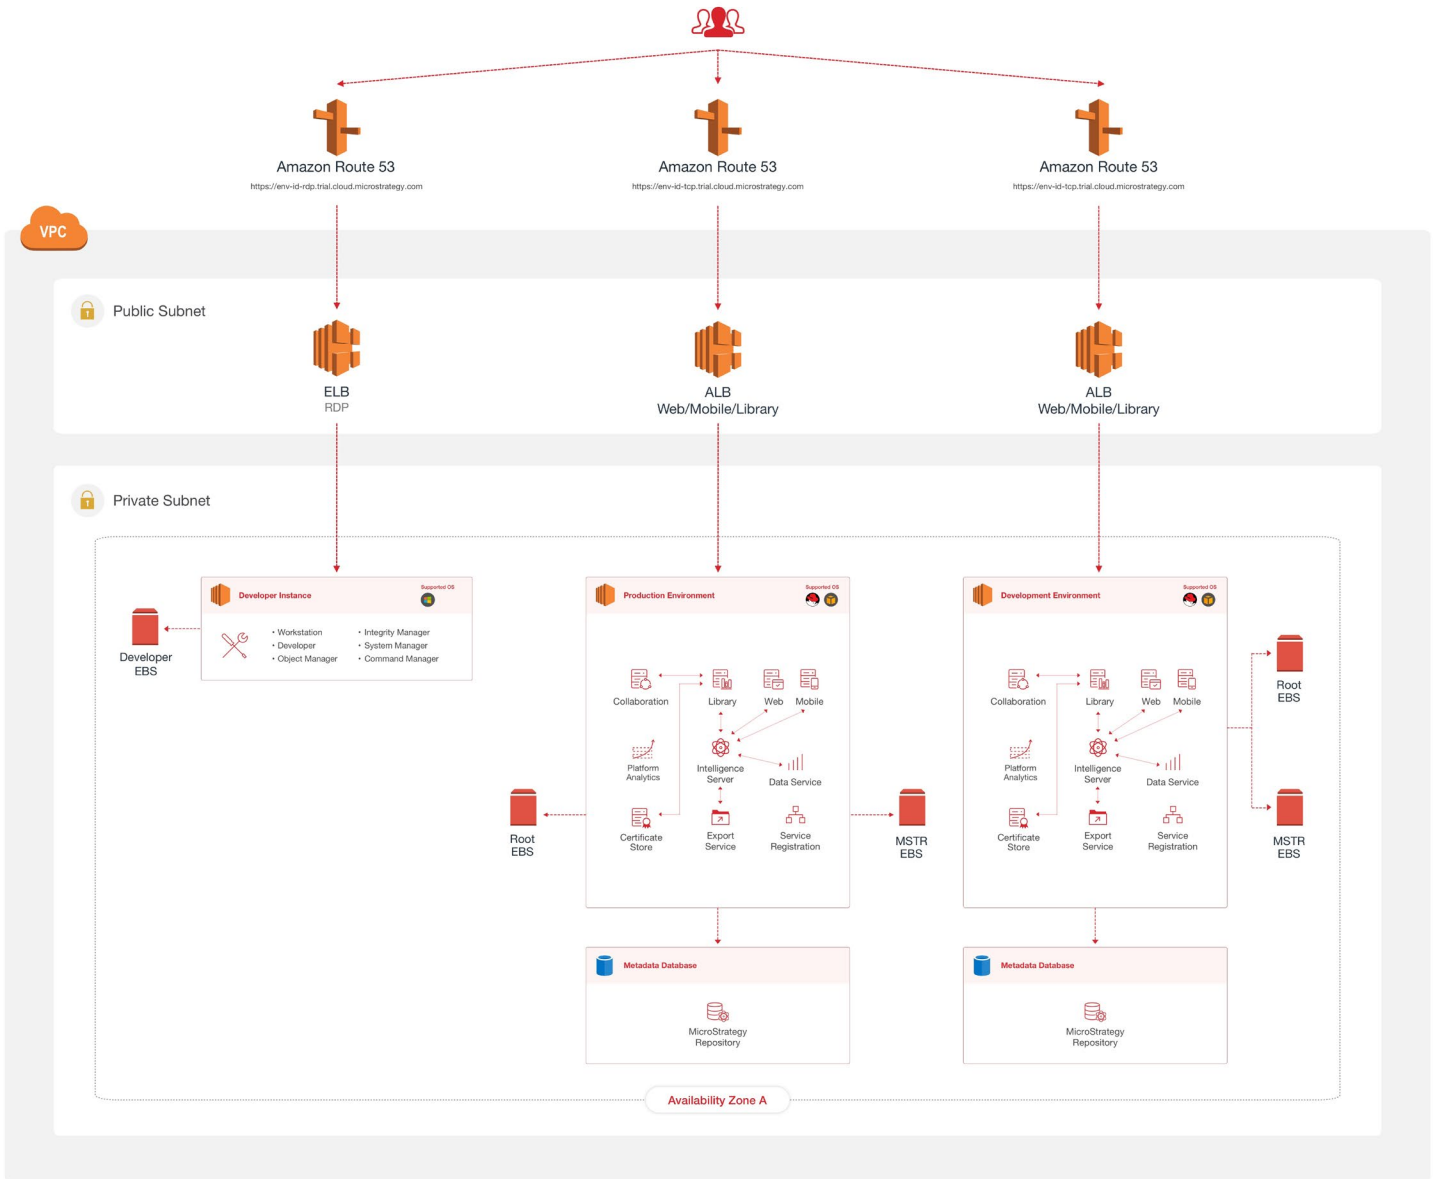 Amazon Route 53
https://env-id-rdp.trial.cloud.microstrategy.com
Amazon Route 53
https://env-id-tcp.trial.cloud.microstrategy.com
Amazon Route 53
https://env-id-tcp.trial.cloud.microstrategy.com
VPC
Public Subnet
ELB
RDP
ALB
Web/Mobile/Library
ALB
Web/Mobile/Library
Private Subnet
Developer
EBS
Developer Instance
Supported OS
• Workstation
• Developer
• Object Manager
• Integrity Manager
• System Manager
• Command Manager
Production Environment
Supported OS
Collaboration
Library
Web
Mobile
Platform
Analytics
Intelligence
Server
Data Service
Certificate
Store
Export
Service
Service
Registration
Root
EBS
MSTR
EBS
Development Environment
Supported OS
Collaboration
Library
Web
Mobile
Platform
Analytics
Intelligence
Server
Data Service
Certificate
Store
Export
Service
Service
Registration
Root
EBS
MSTR
EBS
Metadata Database
MicroStrategy
Repository
Metadata Database
MicroStrategy
Repository
Availability Zone A